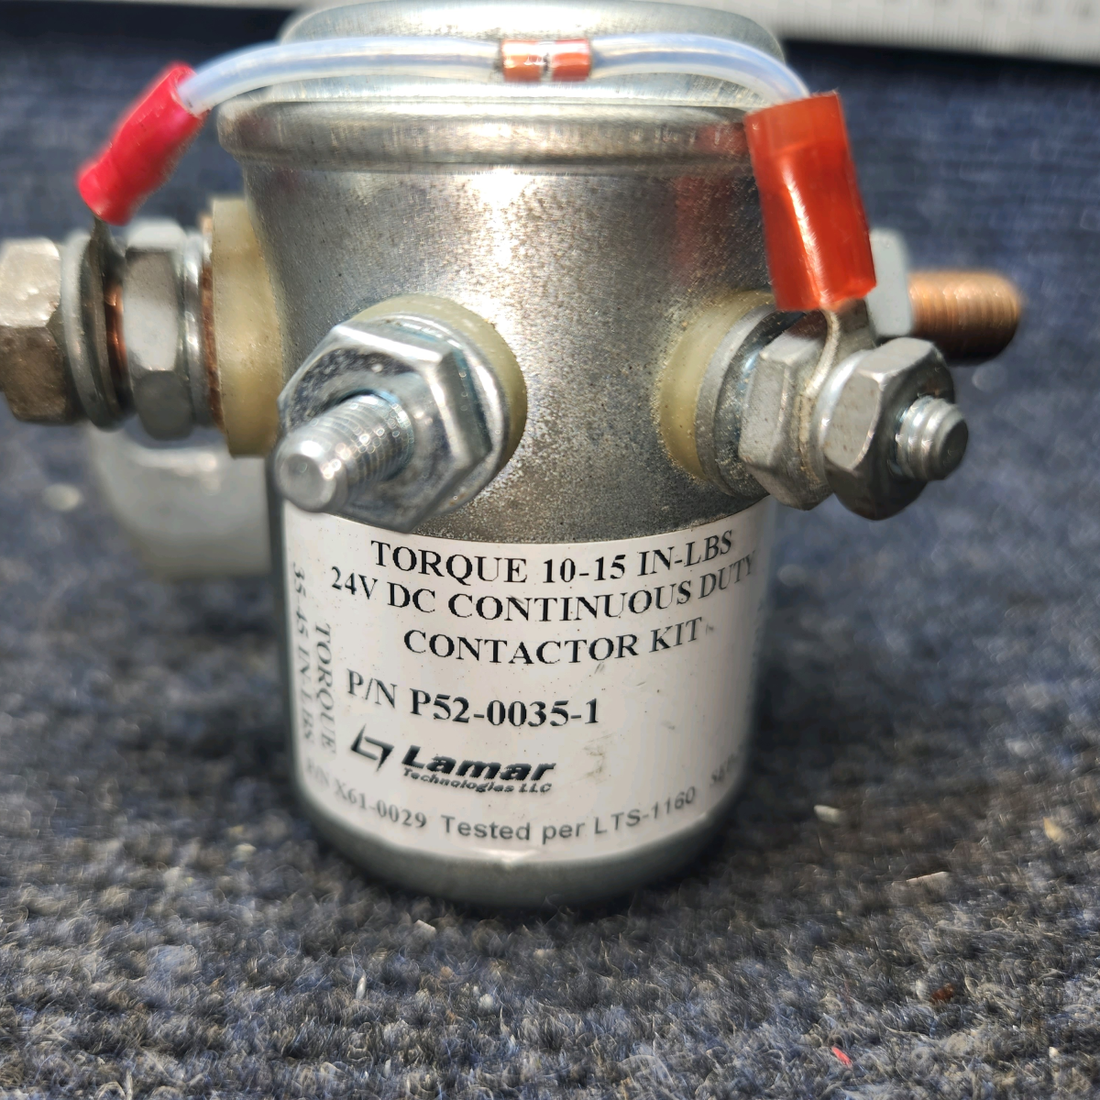 TORQUE 10-15 IN-LBS
24V DC CONTINUOUS DUTY
CONTACTOR KIT
P/N P52-0035-1
Lamar
Technologies LLC
P/N X61-0029 Tested per LTS-1160
TORQUE
35-45 IN-LBS